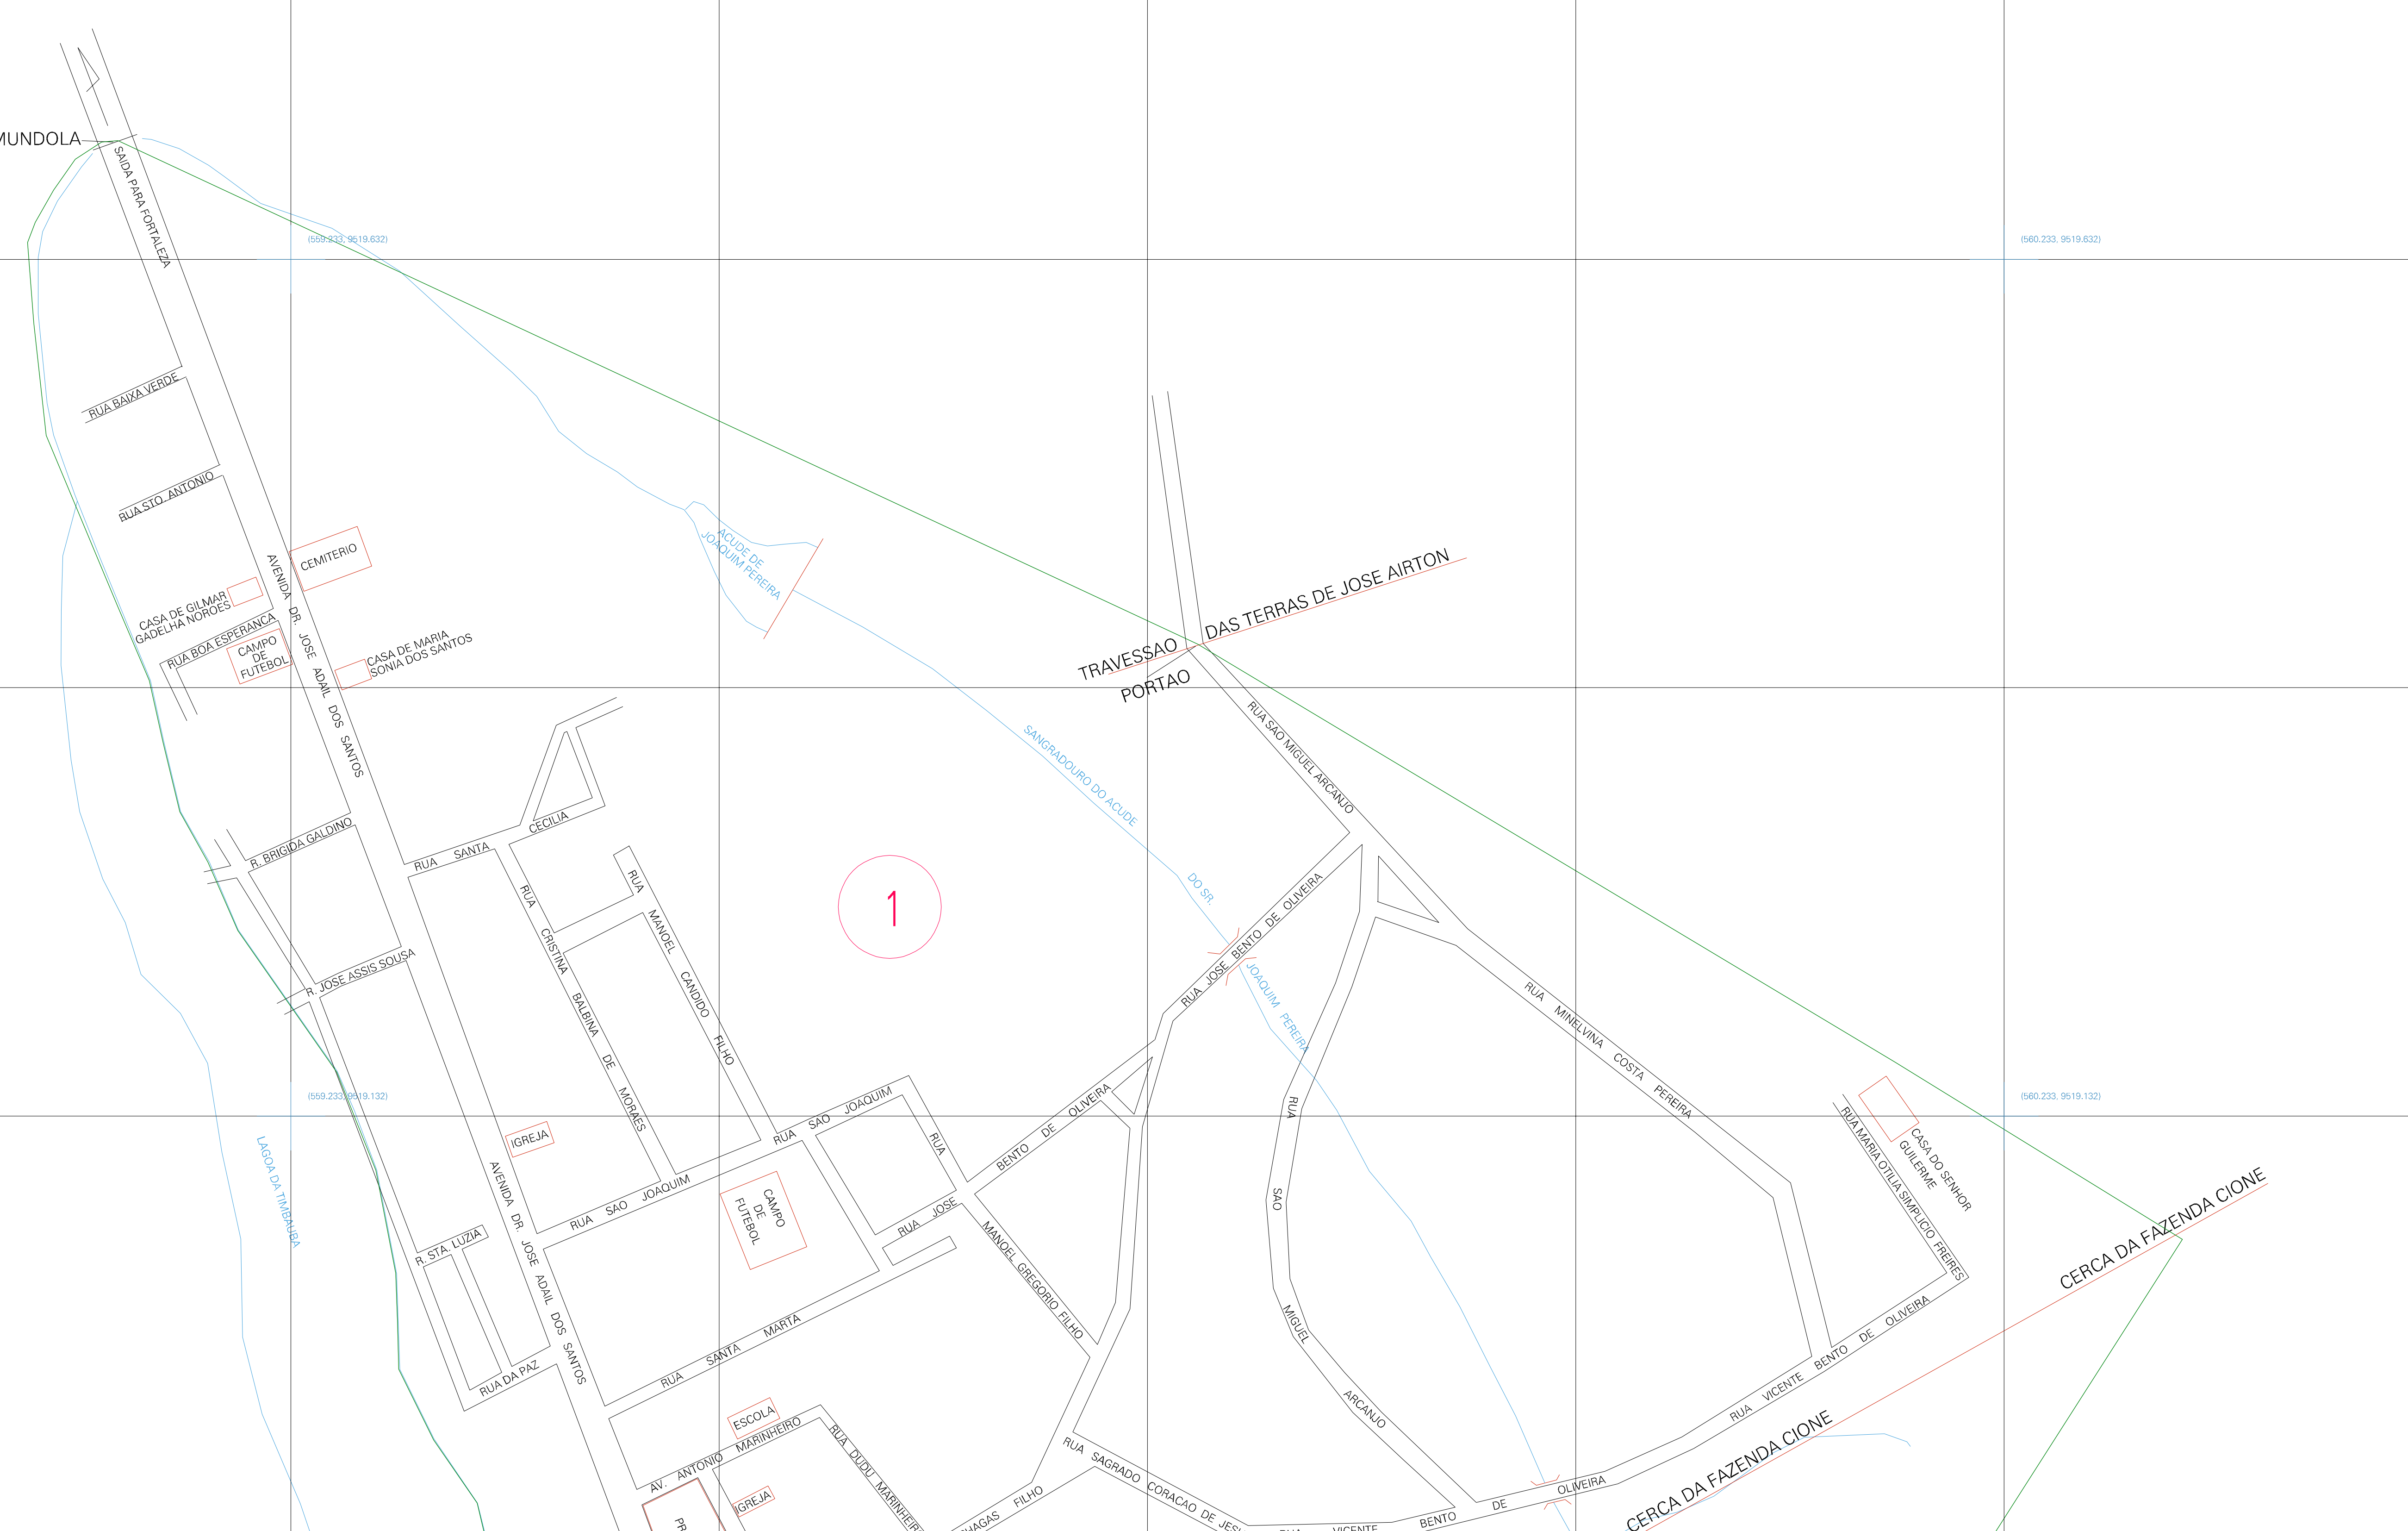 MUNDOLA
SAIDA PARA FORTALEZA
(559.233, 9519.632)
(560.233, 9519.632)
RUA BAIXA VERDE
RUA STO. ANTONIO
CEMITERIO
AVENIDA DR. JOSE ADAIL DOS SANTOS
CASA DE GILMAR
GADELHA NOROES
RUA BOA ESPERANCA
CAMPO
DE
FUTEBOL
CASA DE MARIA
SONIA DOS SANTOS
ACUDE DE
JOAQUIM PEREIRA
TRAVESSAO DAS TERRAS DE JOSE AIRTON
PORTAO
SANGRADOURO DO ACUDE DO SR. JOAQUIM PEREIRA
RUA SAO MIGUEL ARCANJO
R. BRIGIDA GALDINO
RUA SANTA CECILIA
RUA CRISTINA BALBINA DE MORAES
RUA MANOEL CANDIDO FILHO
1
RUA JOSE BENTO DE OLIVEIRA
R. JOSE ASSIS SOUSA
RUA MINELVINA COSTA PEREIRA
(559.233, 9519.132)
(560.233, 9519.132)
LAGOA DA TIMBAUBA
IGREJA
RUA SAO JOAQUIM
RUA SAO JOAQUIM
RUA
RUA JOSE BENTO DE OLIVEIRA
CAMPO
DE
FUTEBOL
MANOEL GREGORIO FILHO
RUA SAO MIGUEL ARCANJO
RUA MARIA OTILIA SIMPLICIO FREIRES
CASA DO SENHOR
GUILERME
CERCA DA FAZENDA CIONE
R. STA. LUZIA
AVENIDA DR. JOSE ADAIL DOS SANTOS
RUA DA PAZ
RUA SANTA MARTA
ESCOLA
AV. ANTONIO MARINHEIRO
RUA DUDU MARINHEIR
IGREJA
PR
HAGAS FILHO
RUA SAGRADO CORACAO DE JESU
RUA VICENTE BENTO DE OLIVEIRA
RUA VICENTE BENTO DE OLIVEIRA
CERCA DA FAZENDA CIONE